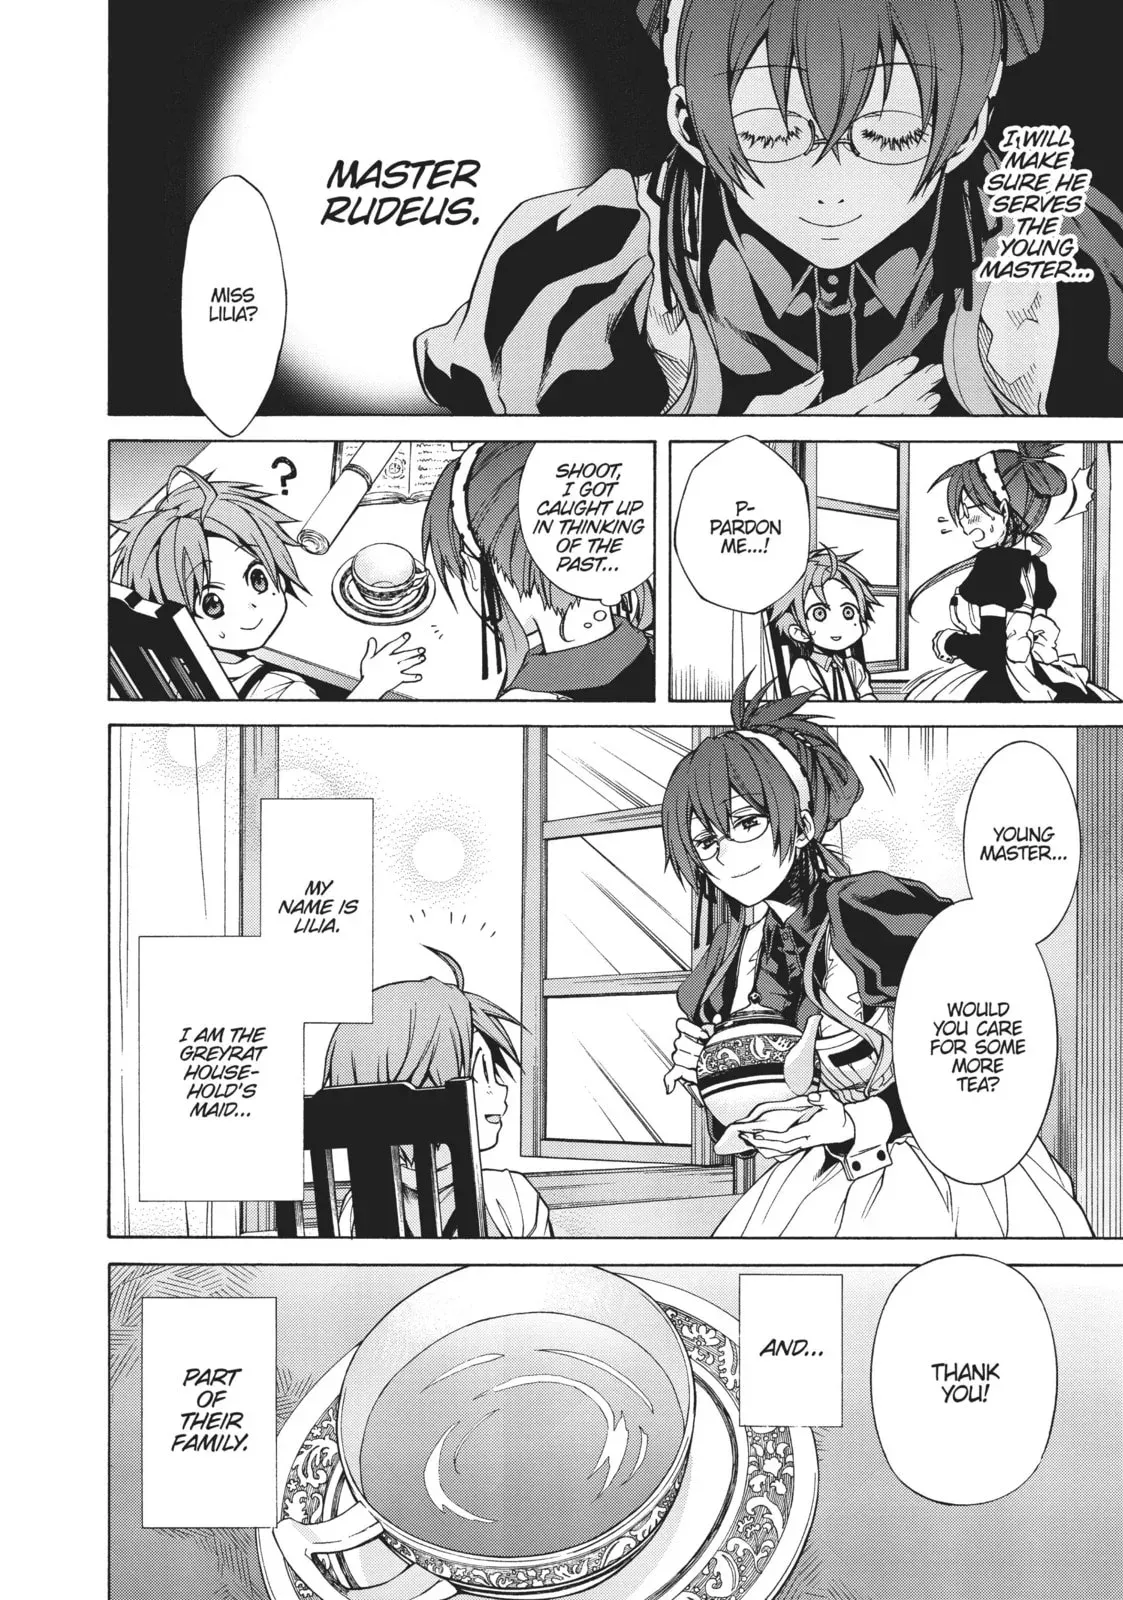 I WILL
MAKE
SURE HE
SERVES
THE
YOUNG
MASTER...
MASTER
RUDEUS.
MISS
LILIA?
P-
PARDON
ME...!
SHOOT,
I GOT
CAUGHT UP
IN THINKING
OF THE
PAST...
?
YOUNG
MASTER...
WOULD
YOU CARE
FOR SOME
MORE
TEA?
MY
NAME IS
LILIA.
I AM THE
GREYRAT
HOUSE-
HOLD'S
MAID...
THANK
YOU!
AND...
PART
OF
THEIR
FAMILY.